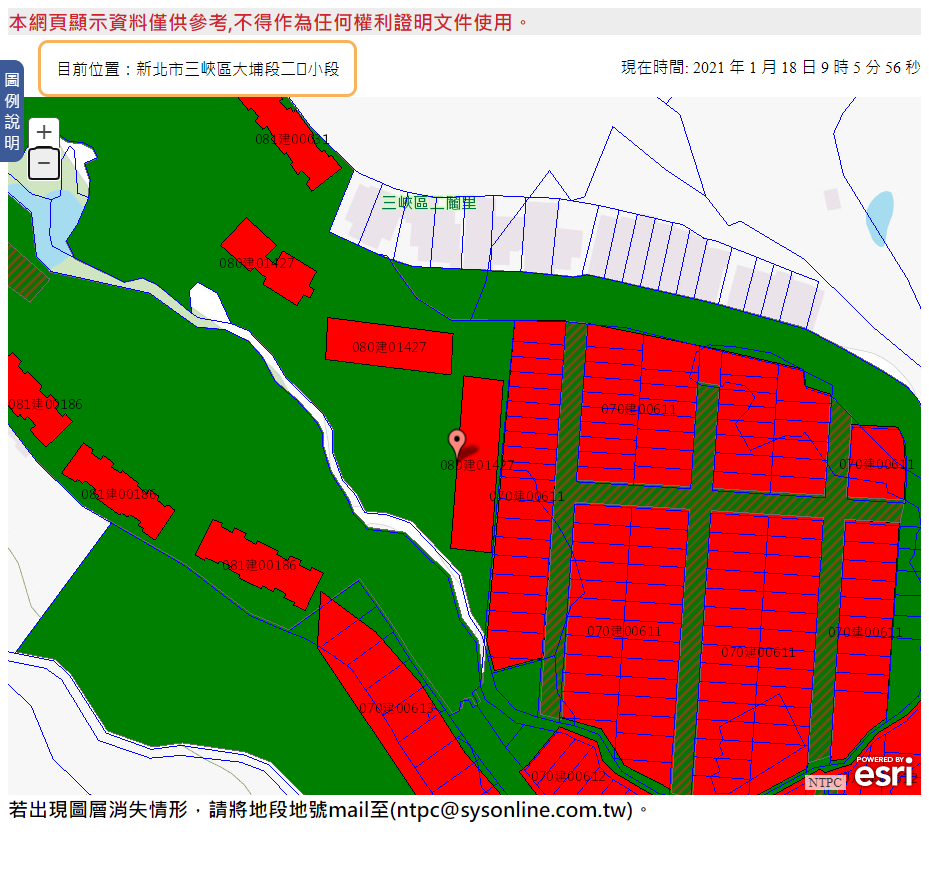 本網頁顯示資料僅供參考,不得作為任何權利證明文件使用。
目前位置：新北市三峽區大埔段二小段
現在時間: 2021 年 1 月 18 日 9 時 5 分 56 秒
圖例說明
+
−
081建00031
三峽區二鬮里
080建01427
080建01427
070建00611
081建00186
080建01427
070建00611
081建00186
070建00611
081建00186
070建00611
070建00611
070建00611
070建00613
070建00612
POWERED BY
esri
NTPC
若出現圖層消失情形，請將地段地號mail至(ntpc@sysonline.com.tw)。